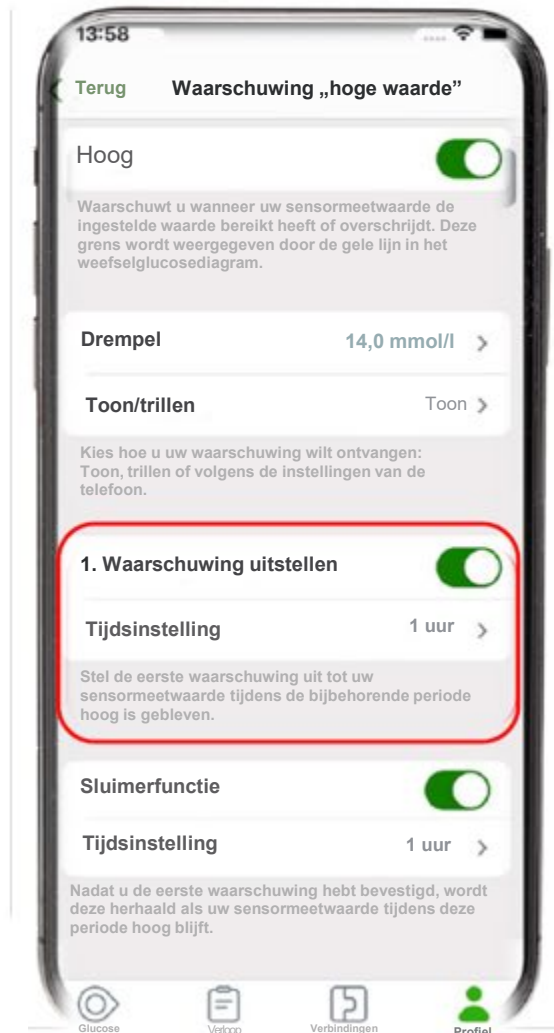 13:58
Terug Waarschuwing „hoge waarde”
Hoog
Waarschuwt u wanneer uw sensormeetwaarde de
ingestelde waarde bereikt heeft of overschrijdt. Deze
grens wordt weergegeven door de gele lijn in het
weefselglucosediagram.
Drempel 14,0 mmol/l
Toon/trillen Toon
Kies hoe u uw waarschuwing wilt ontvangen:
Toon, trillen of volgens de instellingen van de
telefoon.
1. Waarschuwing uitstellen
Tijdsinstelling 1 uur
Stel de eerste waarschuwing uit tot uw
sensormeetwaarde tijdens de bijbehorende periode
hoog is gebleven.
Sluimerfunctie
Tijdsinstelling 1 uur
Nadat u de eerste waarschuwing hebt bevestigd, wordt
deze herhaald als uw sensormeetwaarde tijdens deze
periode hoog blijft.
Glucose Verloop Verbindingen Profiel